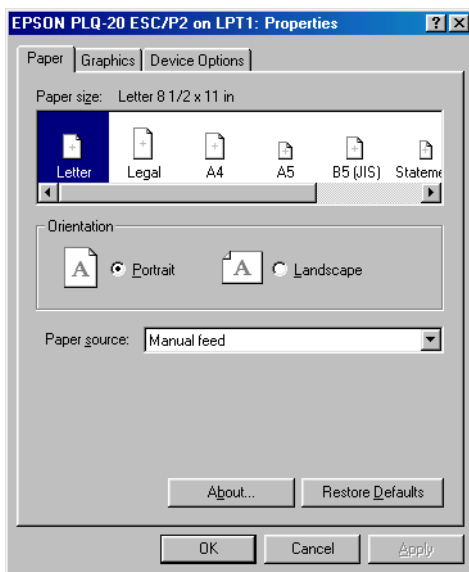 EPSON PLQ-20 ESC/P2 on LPT1: Properties
Paper Graphics Device Options
Paper size: Letter 8 1/2 x 11 in
Letter Legal A4 A5 B5 (JIS) Stateme
Orientation
A Portrait A Landscape
Paper source: Manual feed
About... Restore Defaults
OK Cancel Apply